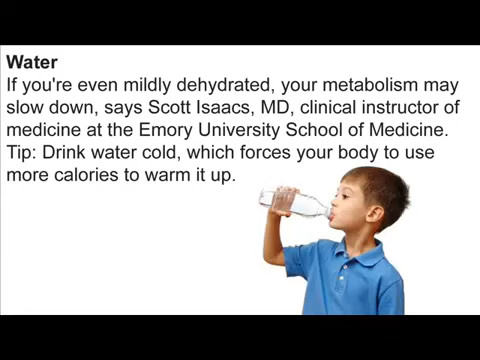 Water
If you're even mildly dehydrated, your metabolism may
slow down, says Scott Isaacs, MD, clinical instructor of
medicine at the Emory University School of Medicine.
Tip: Drink water cold, which forces your body to use
more calories to warm it up.